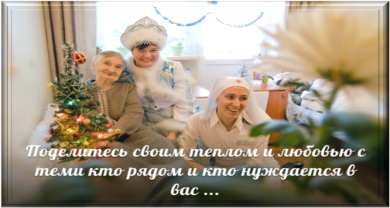 Поделитесь своим теплом и любовью с
теми кто рядом и кто нуждается в
вас ...